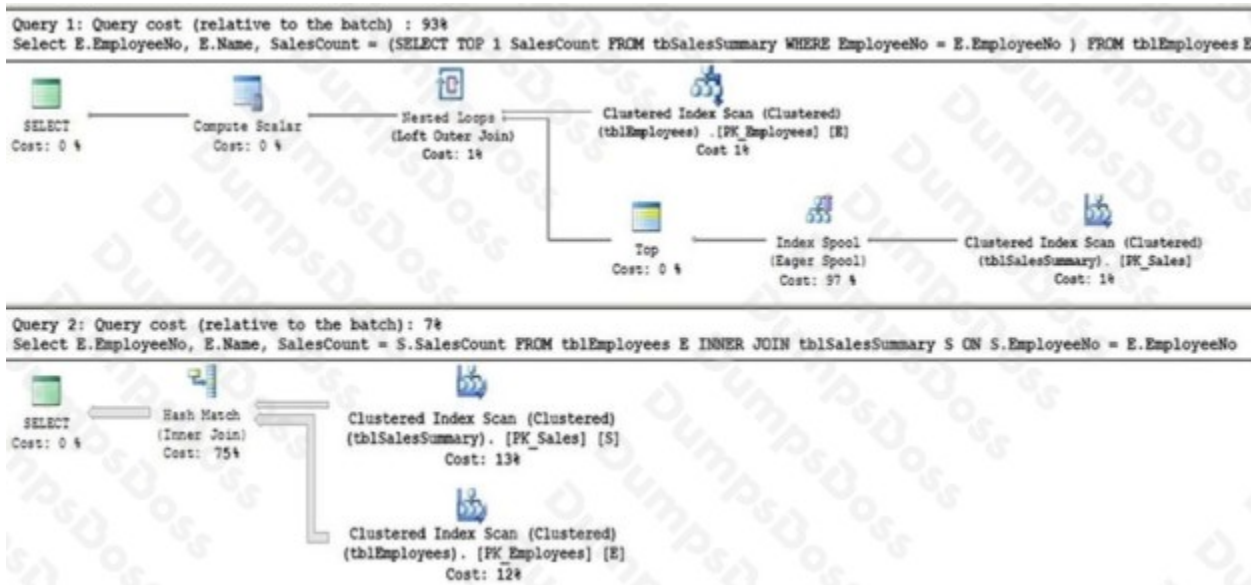 Query 1: Query cost (relative to the batch) : 93%
Select E.EmployeeNo, E.Name, SalesCount = (SELECT TOP 1 SalesCount FROM tbSalesSummary WHERE EmployeeNo = E.EmployeeNo ) FROM tblEmployees E
SELECT
Cost: 0 %
Compute Scalar
Cost: 0 %
Nested Loops
(Loft Outer Join)
Cost: 1%
Clustered Index Scan (Clustered)
(tblEmployees) .[PK_Employees] [E]
Cost 1%
Top
Cost: 0 %
Index Spool
(Eager Spool)
Cost: 97 %
Clustered Index Scan (Clustered)
(tblSalesSummary). [PK_Sales]
Cost: 1%
Query 2: Query cost (relative to the batch): 7%
Select E.EmployeeNo, E.Name, SalesCount = S.SalesCount FROM tblEmployees E INNER JOIN tblSalesSummary S ON S.EmployeeNo = E.EmployeeNo
SELECT
Cost: 0 %
Hash Match
(Inner Join)
Cost: 75%
Clustered Index Scan (Clustered)
(tblSalesSummary). [PK_Sales] [S]
Cost: 13%
Clustered Index Scan (Clustered)
(tblEmployees). [PK_Employees] [E]
Cost: 12%
DumpsDoss